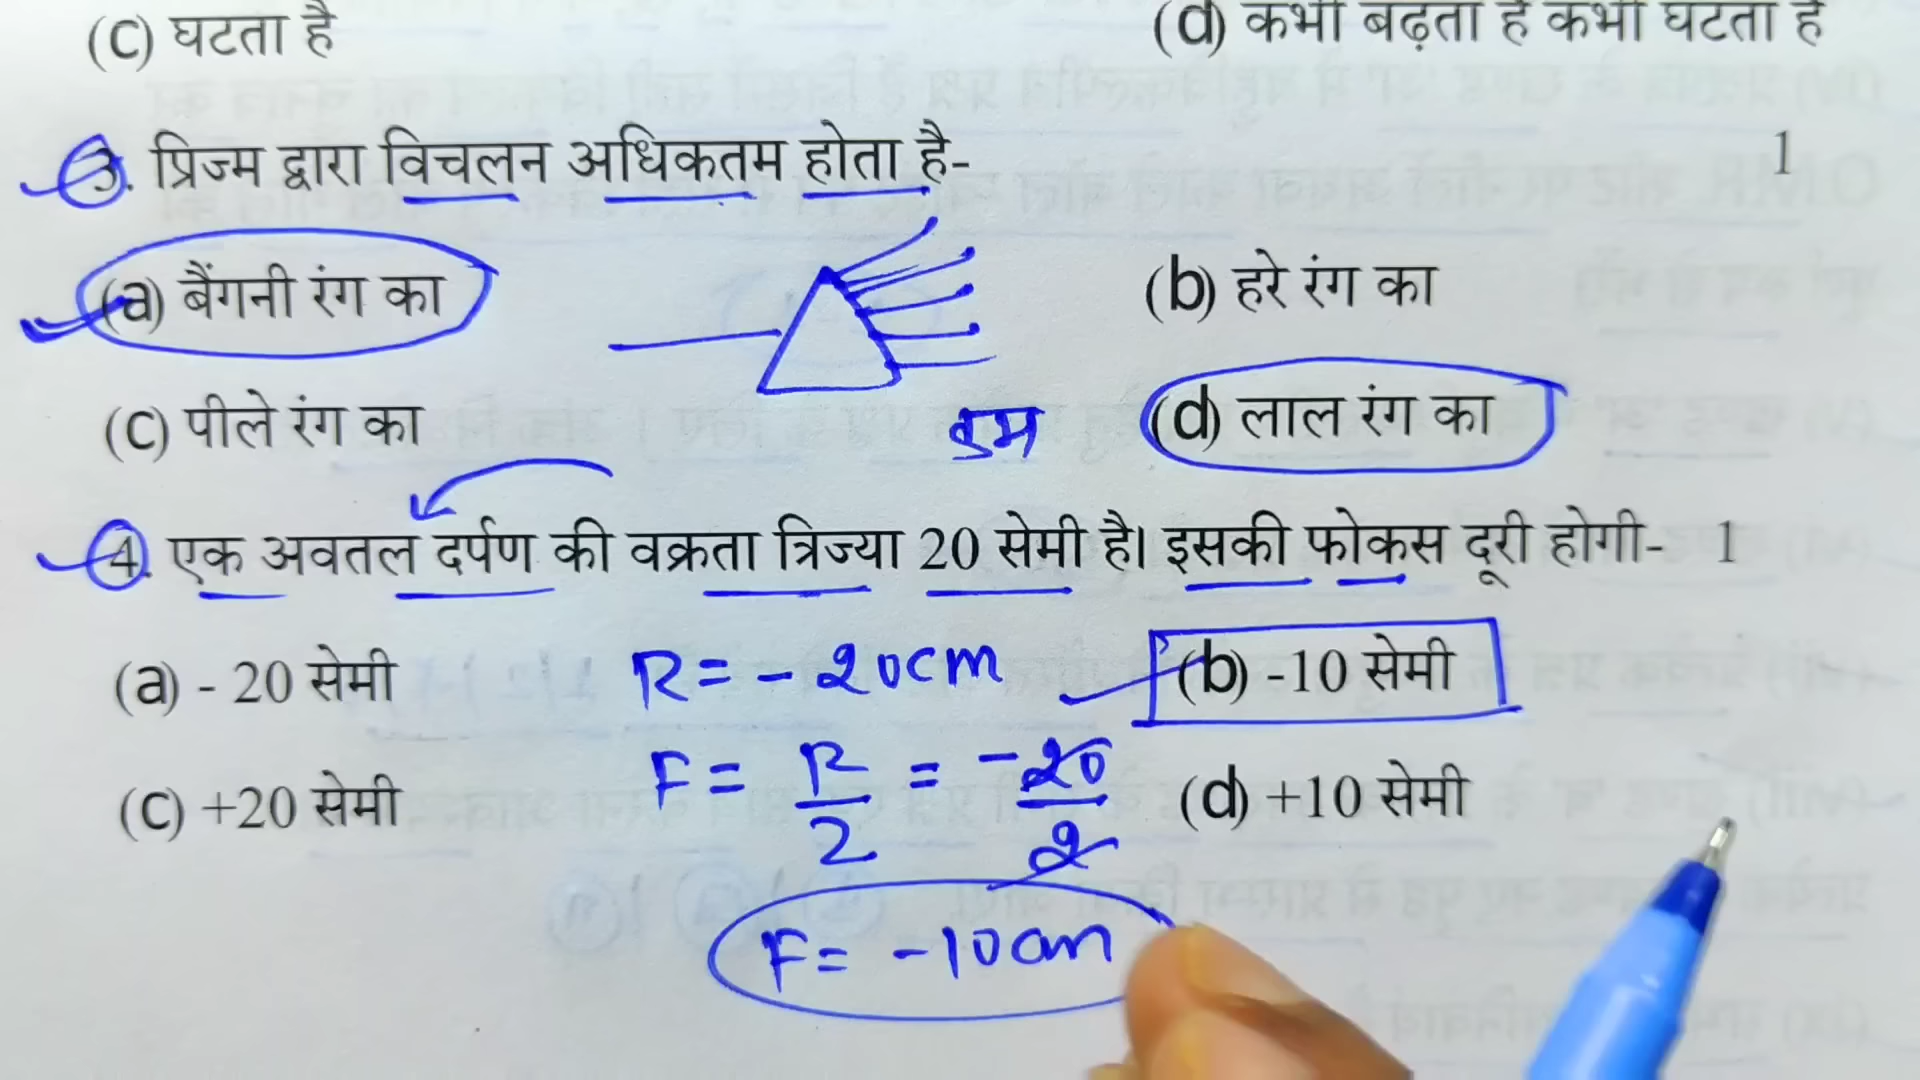 (c) घटता है (d) कभी बढ़ता है कभी घटता है
3. प्रिज्म द्वारा विचलन अधिकतम होता है- 1
(a) बैंगनी रंग का (b) हरे रंग का
(c) पीले रंग का (d) लाल रंग का
कम
4. एक अवतल दर्पण की वक्रता त्रिज्या 20 सेमी है। इसकी फोकस दूरी होगी- 1
(a) - 20 सेमी R = - 20cm (b) -10 सेमी
(c) +20 सेमी F = R/2 = -20/2 (d) +10 सेमी
F = -10cm